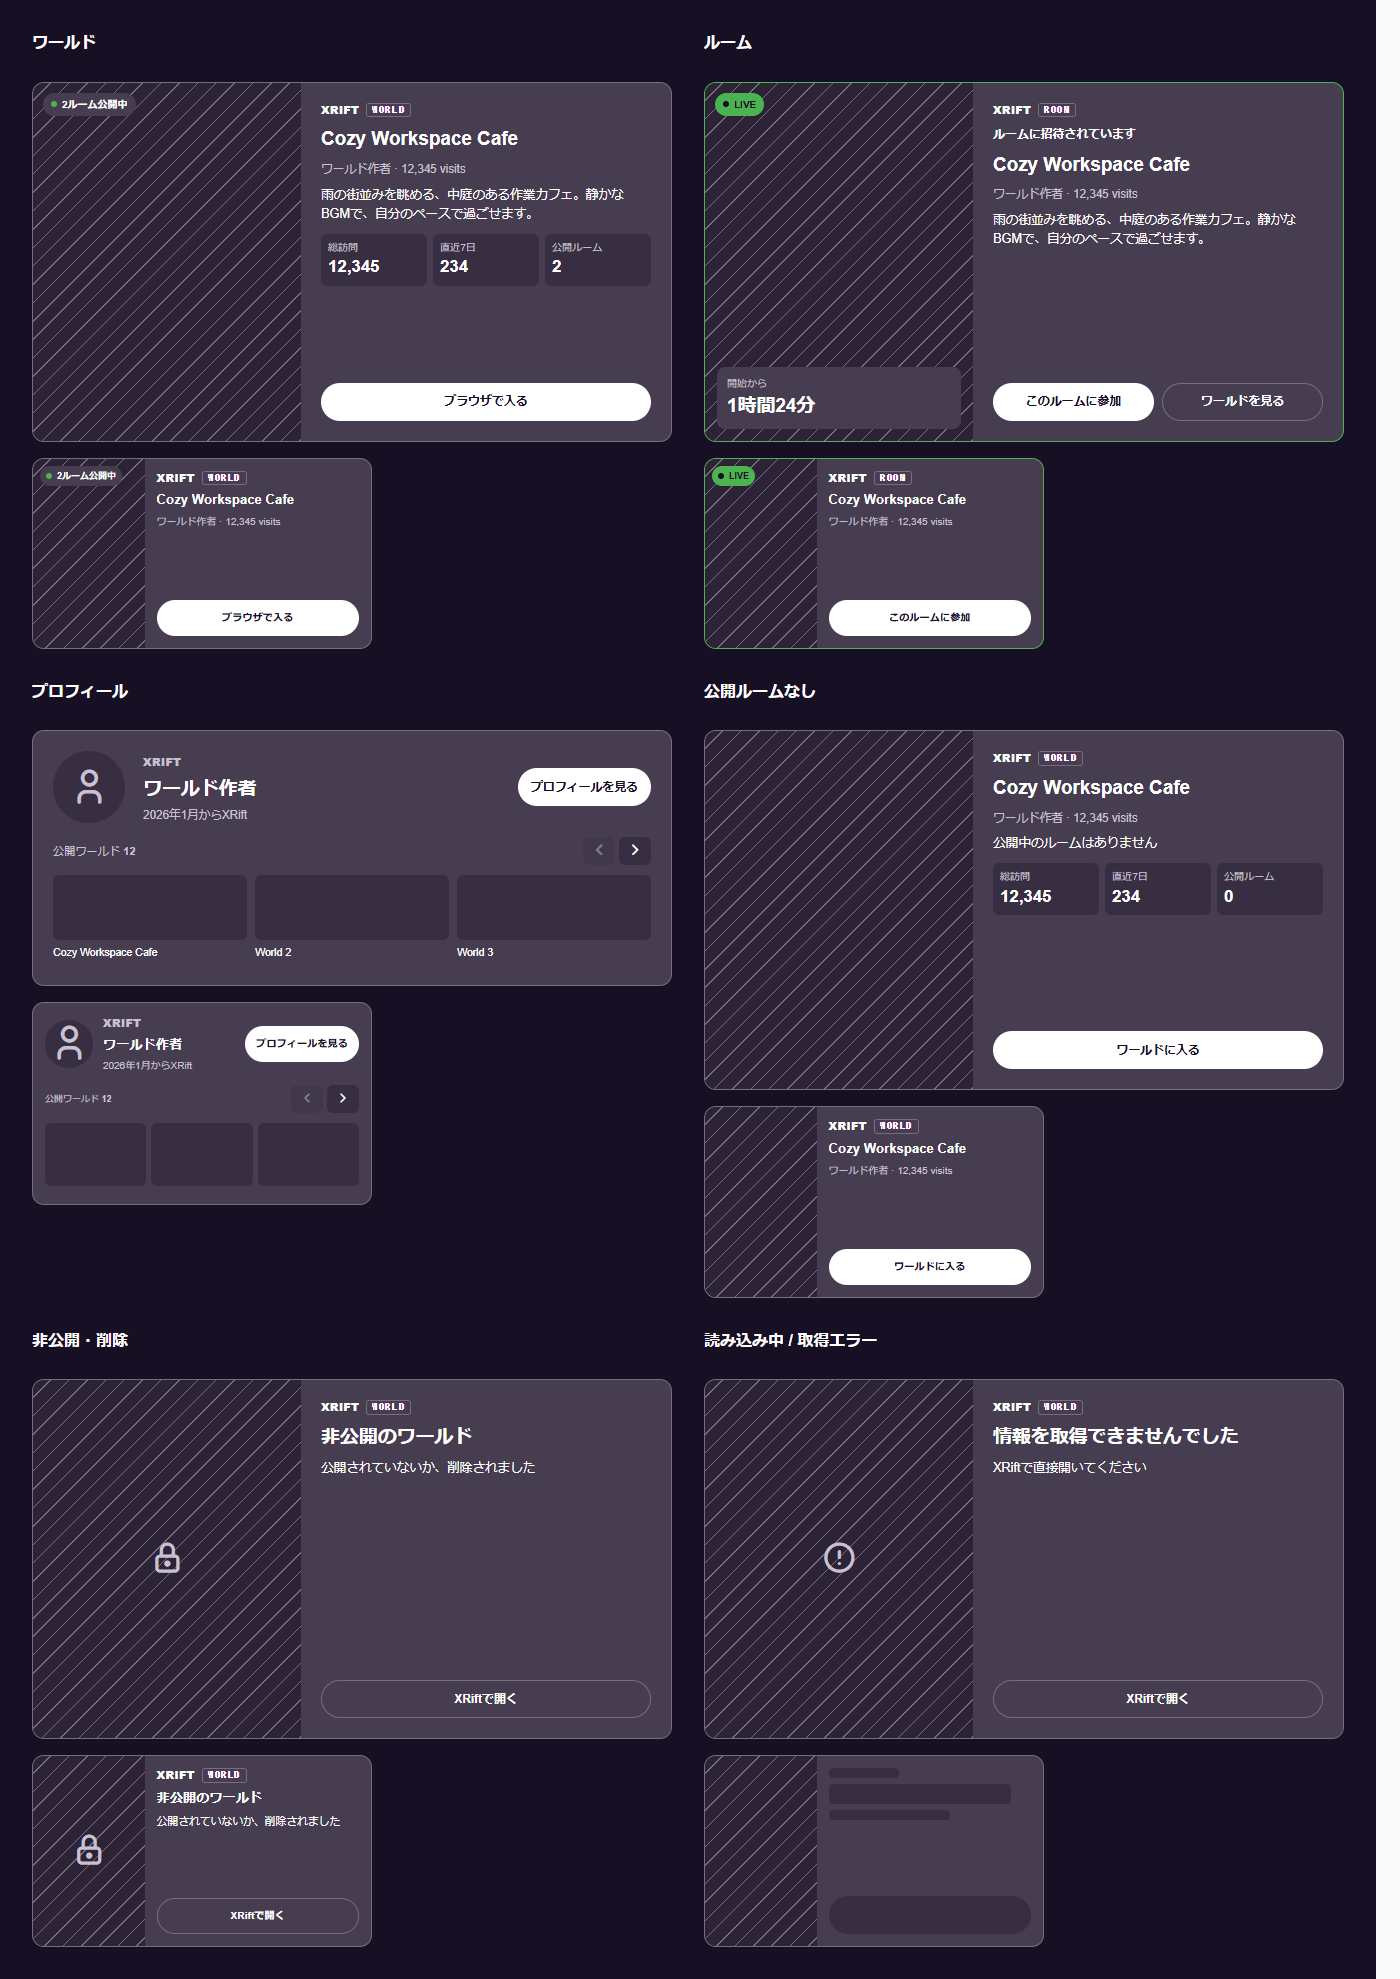 ワールド
2ルーム公開中
XRIFT WORLD
Cozy Workspace Cafe
ワールド作者 · 12,345 visits
雨の街並みを眺める、中庭のある作業カフェ。静かな
BGMで、自分のペースで過ごせます。
総訪問 直近7日 公開ルーム
12,345 234 2
ブラウザで入る
2ルーム公開中
XRIFT WORLD
Cozy Workspace Cafe
ワールド作者 · 12,345 visits
ブラウザで入る
ルーム
LIVE
XRIFT ROOM
ルームに招待されています
Cozy Workspace Cafe
ワールド作者 · 12,345 visits
雨の街並みを眺める、中庭のある作業カフェ。静かな
BGMで、自分のペースで過ごせます。
開始から
1時間24分
このルームに参加 ワールドを見る
LIVE
XRIFT ROOM
Cozy Workspace Cafe
ワールド作者 · 12,345 visits
このルームに参加
プロフィール
XRIFT
ワールド作者
2026年1月からXRift
プロフィールを見る
公開ワールド 12
Cozy Workspace Cafe World 2 World 3
XRIFT
ワールド作者
2026年1月からXRift
プロフィールを見る
公開ワールド 12
公開ルームなし
XRIFT WORLD
Cozy Workspace Cafe
ワールド作者 · 12,345 visits
公開中のルームはありません
総訪問 直近7日 公開ルーム
12,345 234 0
ワールドに入る
XRIFT WORLD
Cozy Workspace Cafe
ワールド作者 · 12,345 visits
ワールドに入る
非公開・削除
XRIFT WORLD
非公開のワールド
公開されていないか、削除されました
XRiftで開く
XRIFT WORLD
非公開のワールド
公開されていないか、削除されました
XRiftで開く
読み込み中 / 取得エラー
XRIFT WORLD
情報を取得できませんでした
XRiftで直接開いてください
XRiftで開く